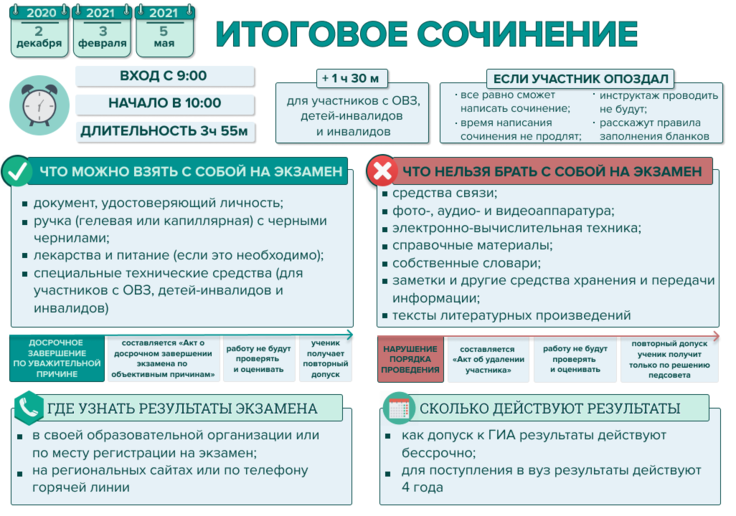 2020
2
декабря
2021
3
февраля
2021
5
мая
ИТОГОВОЕ СОЧИНЕНИЕ
ВХОД С 9:00
НАЧАЛО В 10:00
ДЛИТЕЛЬНОСТЬ 3ч 55м
+ 1 ч 30 м
для участников с ОВЗ,
детей-инвалидов
и инвалидов
ЕСЛИ УЧАСТНИК ОПОЗДАЛ
· все равно сможет
написать сочинение;
· время написания
сочинения не продлят;
· инструктаж проводить
не будут;
· расскажут правила
заполнения бланков
ЧТО МОЖНО ВЗЯТЬ С СОБОЙ НА ЭКЗАМЕН
▪ документ, удостоверяющий личность;
▪ ручка (гелевая или капиллярная) с черными
чернилами;
▪ лекарства и питание (если это необходимо);
▪ специальные технические средства (для
участников с ОВЗ, детей-инвалидов и
инвалидов)
ЧТО НЕЛЬЗЯ БРАТЬ С СОБОЙ НА ЭКЗАМЕН
▪ средства связи;
▪ фото-, аудио- и видеоаппаратура;
▪ электронно-вычислительная техника;
▪ справочные материалы;
▪ собственные словари;
▪ заметки и другие средства хранения и передачи
информации;
▪ тексты литературных произведений
ДОСРОЧНОЕ
ЗАВЕРШЕНИЕ
ПО УВАЖИТЕЛЬНОЙ
ПРИЧИНЕ
составляется «Акт о
досрочном завершении
экзамена по
объективным причинам»
работу не будут
проверять
и оценивать
ученик
получает
повторный
допуск
НАРУШЕНИЕ
ПОРЯДКА
ПРОВЕДЕНИЯ
составляется
«Акт об удалении
участника»
работу не будут
проверять
и оценивать
повторный допуск
ученик получит
только по решению
педсовета
ГДЕ УЗНАТЬ РЕЗУЛЬТАТЫ ЭКЗАМЕНА
▪ в своей образовательной организации или
по месту регистрации на экзамен;
▪ на региональных сайтах или по телефону
горячей линии
СКОЛЬКО ДЕЙСТВУЮТ РЕЗУЛЬТАТЫ
▪ как допуск к ГИА результаты действуют
бессрочно;
▪ для поступления в вуз результаты действуют
4 года